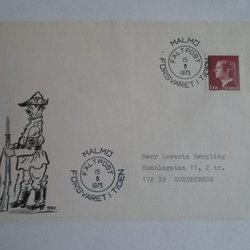 MALMÖ
FÄLTPOST
15
8
1975
FÖRSVARET I TIDEN
SVERIGE
MALMÖ
FÄLTPOST
15
8
1975
FÖRSVARET I TIDEN
Herr Lorentz Bergling
Humblegatan 11, 2 tr.
172 39 SUNDBYBERG